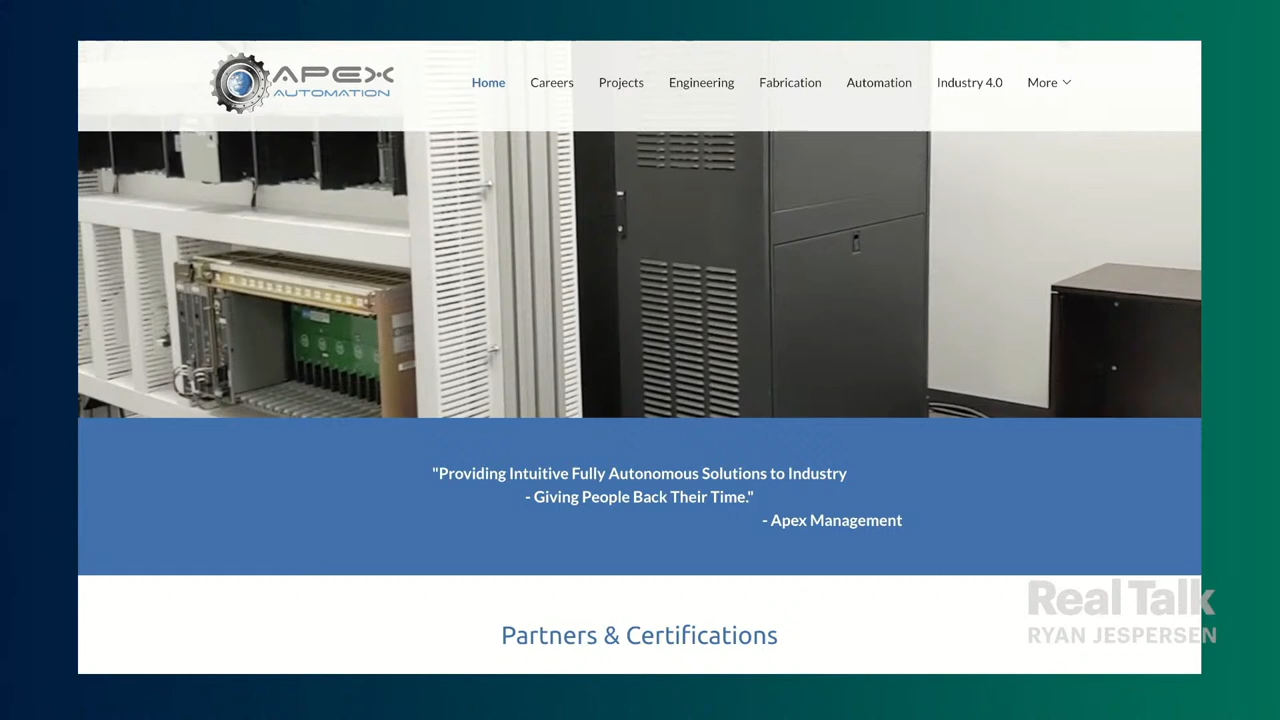 APEX
AUTOMATION
Home Careers Projects Engineering Fabrication Automation Industry 4.0 More
"Providing Intuitive Fully Autonomous Solutions to Industry
- Giving People Back Their Time."
- Apex Management
Partners & Certifications
Real Talk
RYAN JESPERSEN